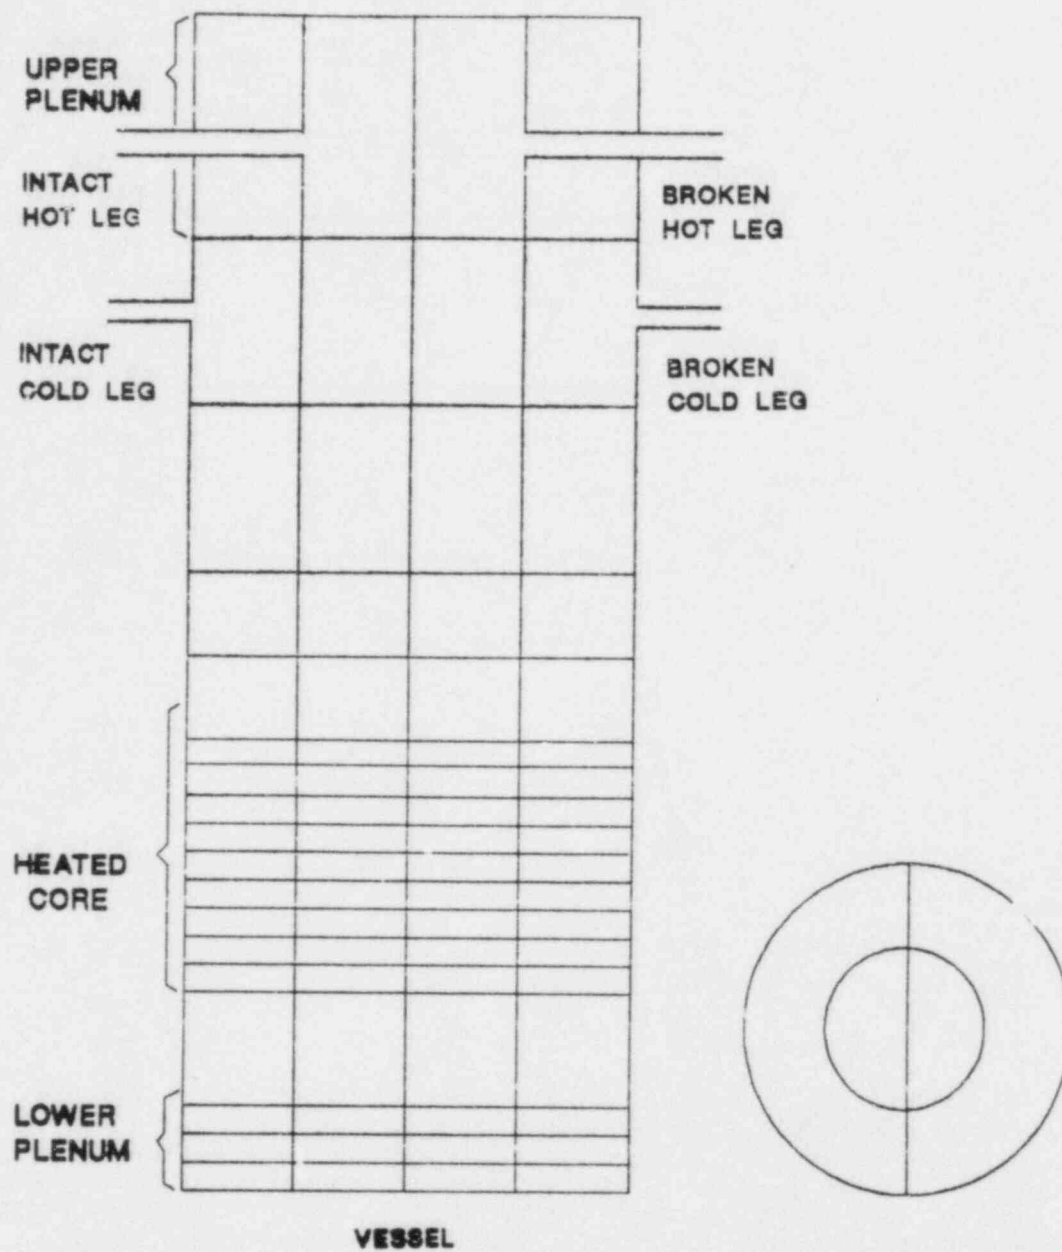 UPPER
PLENUM
INTACT
HOT LEG
BROKEN
HOT LEG
INTACT
COLD LEG
BROKEN
COLD LEG
HEATED
CORE
LOWER
PLENUM
VESSEL